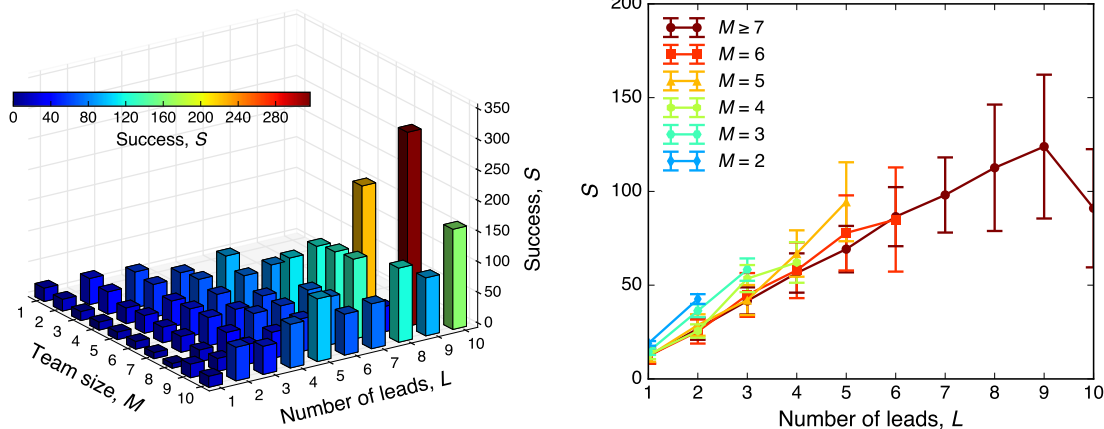 0 40 80 120 160 200 240 280
Success, S
350
300
250
200
150
100
50
0
Success, S
1 2 3 4 5 6 7 8 9 10
Team size, M
1 2 3 4 5 6 7 8 9 10
Number of leads, L
200
150
100
50
0
S
M ≥ 7
M = 6
M = 5
M = 4
M = 3
M = 2
1 2 3 4 5 6 7 8 9 10
Number of leads, L